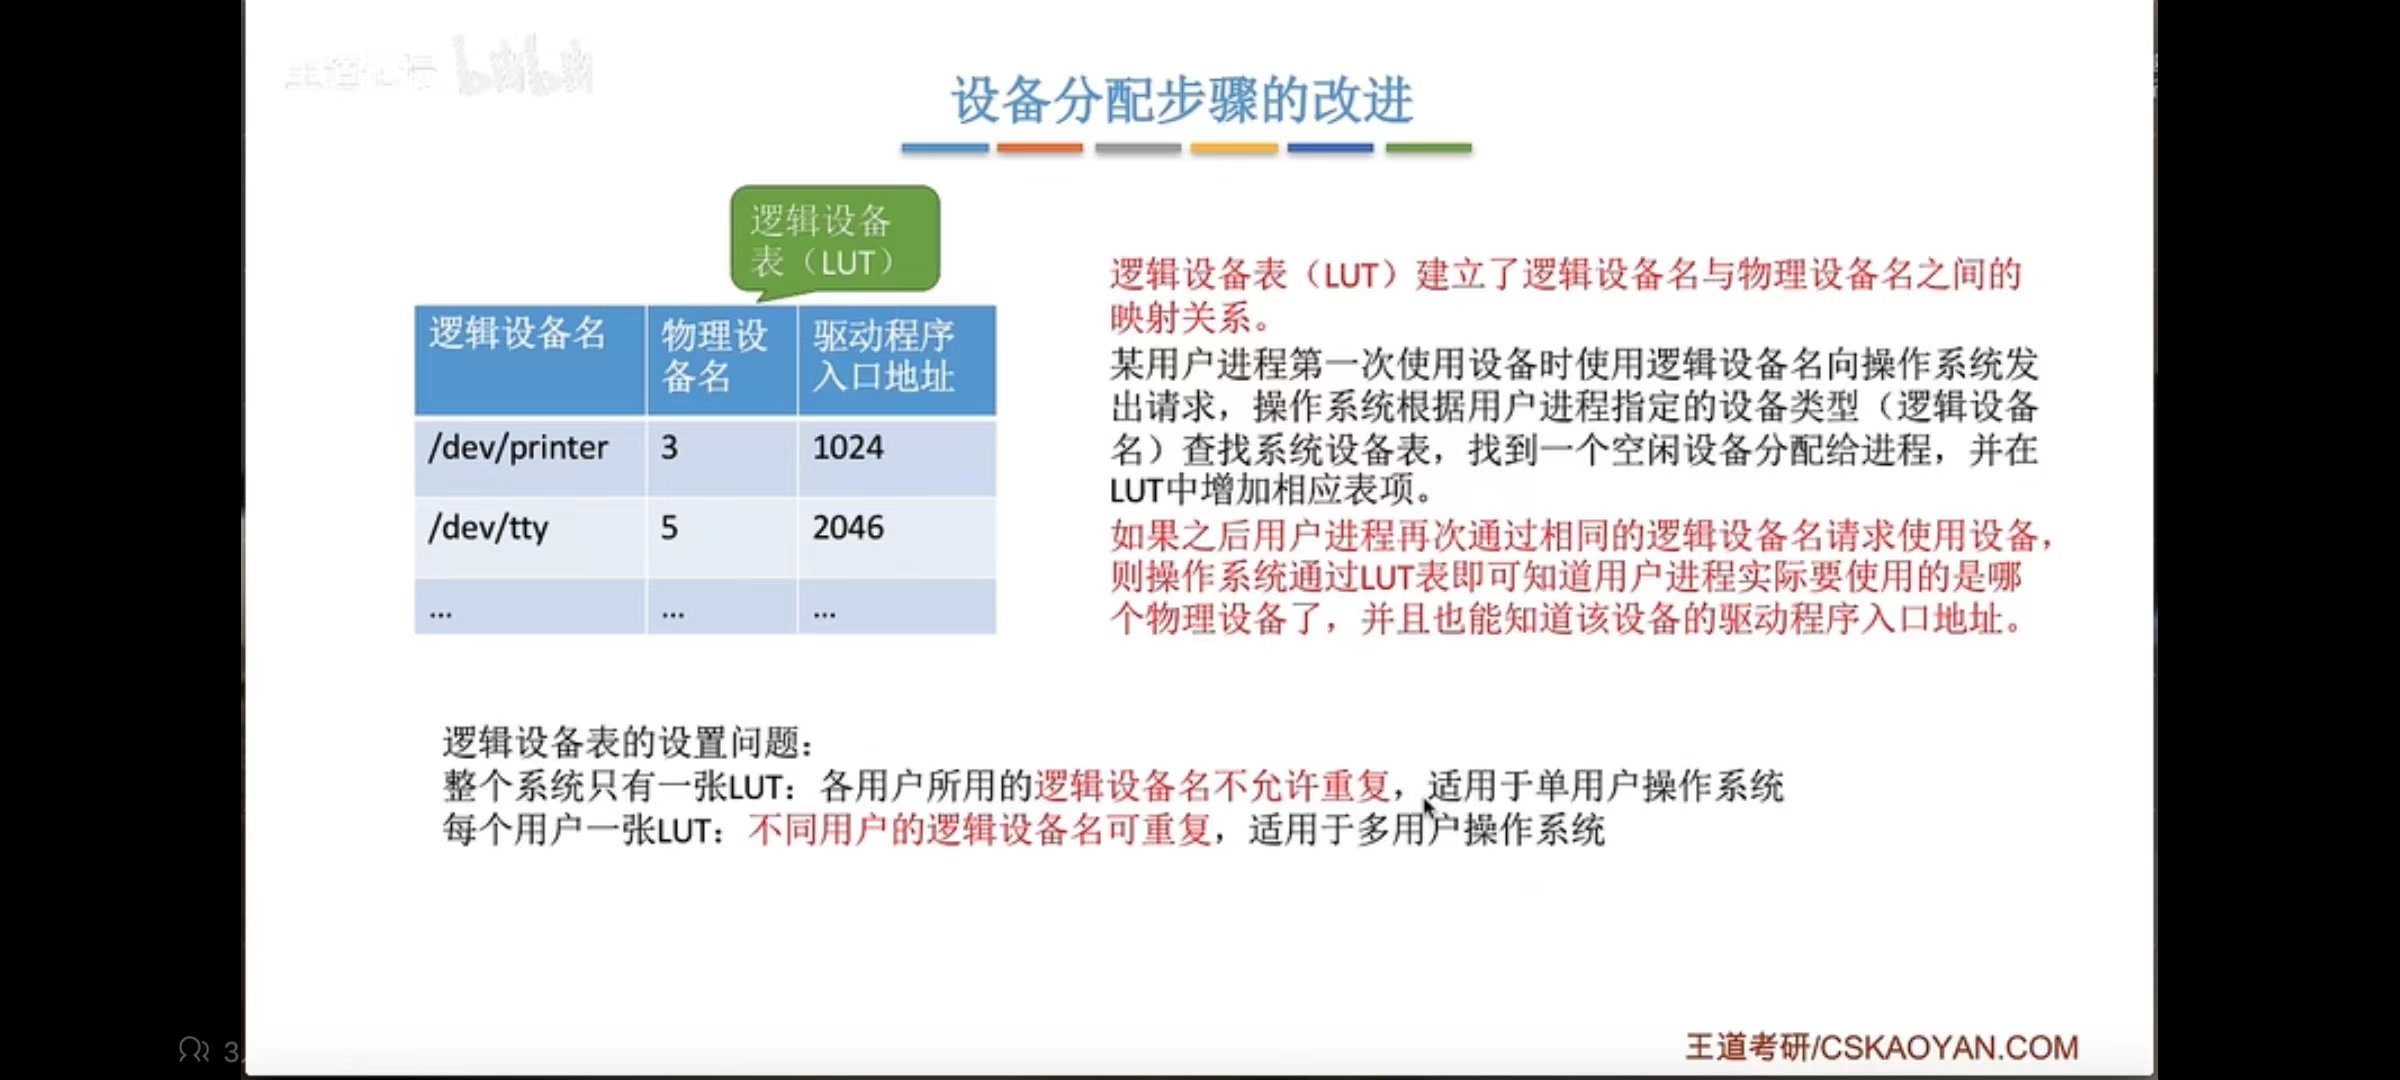 设备分配步骤的改进
逻辑设备
表（LUT）
逻辑设备名
物理设
备名
驱动程序
入口地址
/dev/printer 3 1024
/dev/tty 5 2046
... ... ...
逻辑设备表（LUT）建立了逻辑设备名与物理设备名之间的
映射关系。
某用户进程第一次使用设备时使用逻辑设备名向操作系统发
出请求，操作系统根据用户进程指定的设备类型（逻辑设备
名）查找系统设备表，找到一个空闲设备分配给进程，并在
LUT中增加相应表项。
如果之后用户进程再次通过相同的逻辑设备名请求使用设备，
则操作系统通过LUT表即可知道用户进程实际要使用的是哪
个物理设备了，并且也能知道该设备的驱动程序入口地址。
逻辑设备表的设置问题：
整个系统只有一张LUT：各用户所用的逻辑设备名不允许重复，适用于单用户操作系统
每个用户一张LUT：不同用户的逻辑设备名可重复，适用于多用户操作系统
王道考研/CSKAOYAN.COM